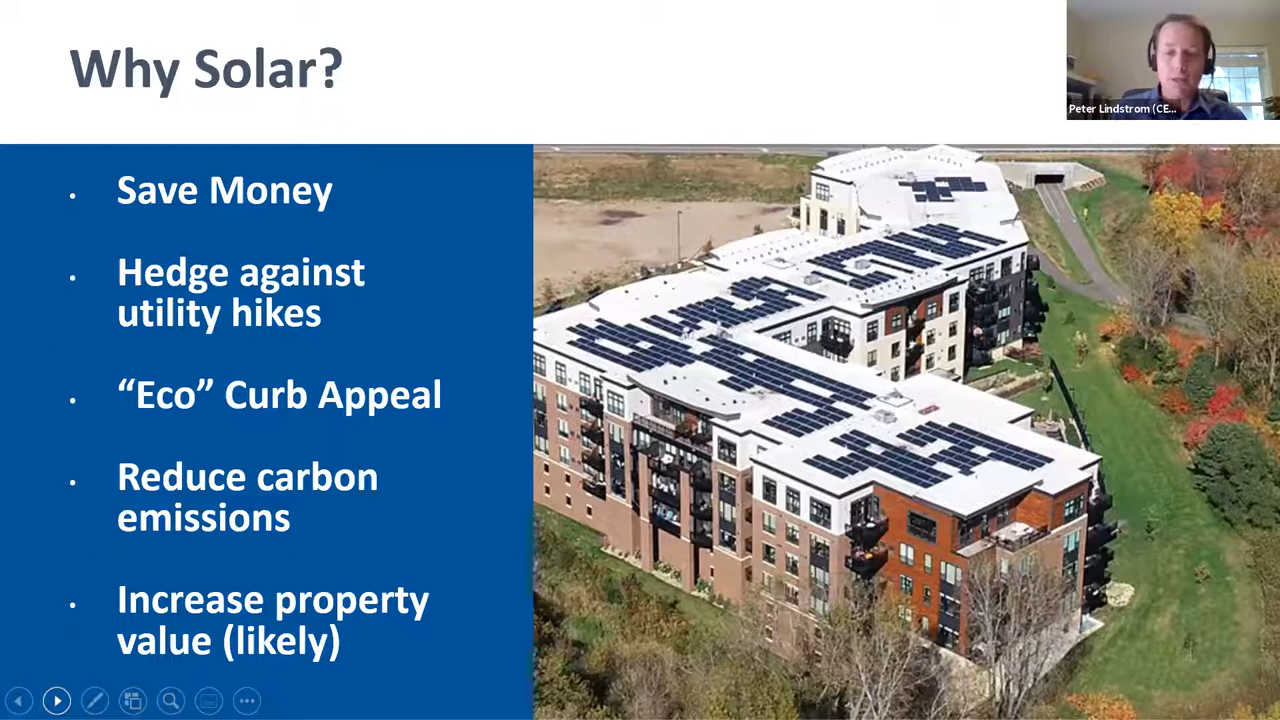 Why Solar?
Peter Lindstrom (CE...
• Save Money
• Hedge against
utility hikes
• “Eco” Curb Appeal
• Reduce carbon
emissions
• Increase property
value (likely)